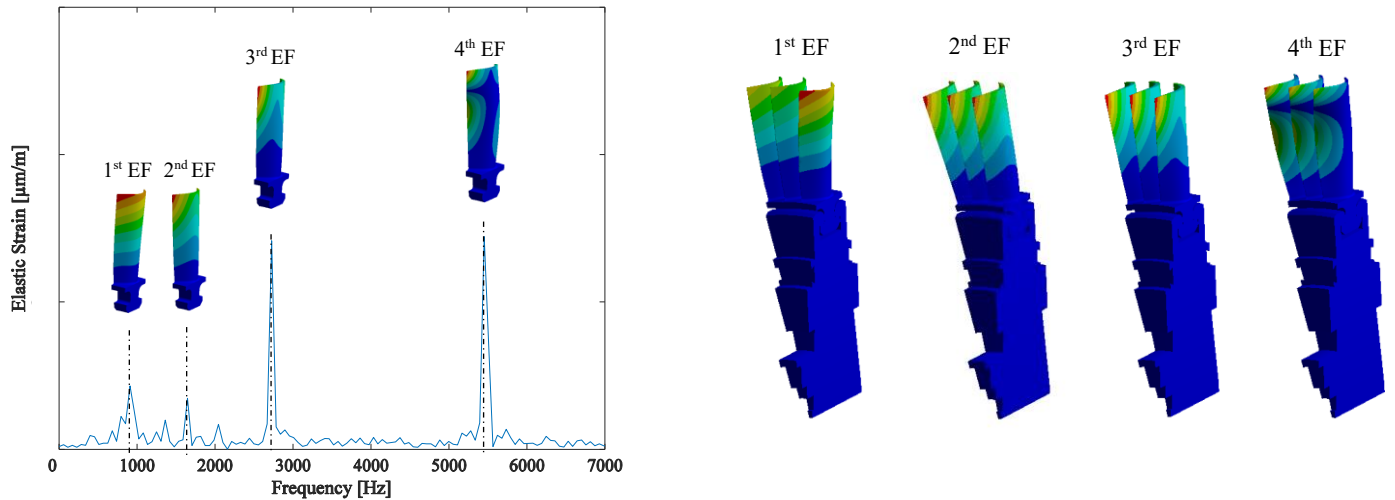 3rd EF
4th EF
1st EF
2nd EF
Elastic Strain [µm/m]
0
1000
2000
3000
4000
5000
6000
7000
Frequency [Hz]
1st EF
2nd EF
3rd EF
4th EF